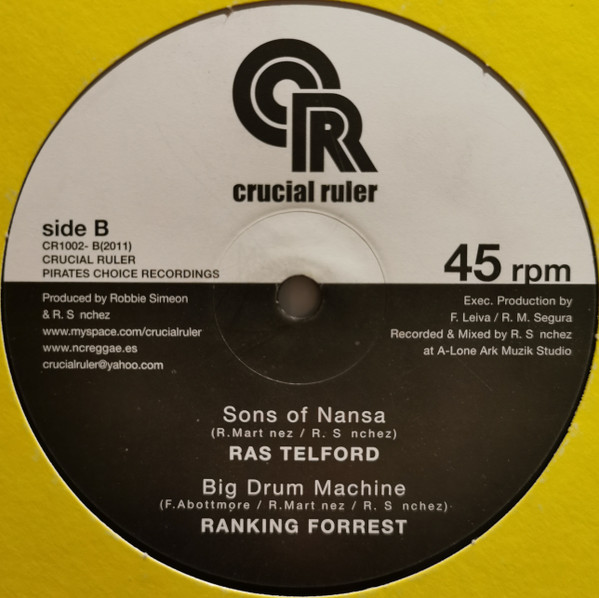 CR
crucial ruler
side B
CR1002- B(2011)
CRUCIAL RULER
PIRATES CHOICE RECORDINGS
45 rpm
Produced by Robbie Simeon
& R. S nchez
www.myspace.com/crucialruler
www.ncreggae.es
crucialruler@yahoo.com
Exec. Production by
F. Leiva / R. M. Segura
Recorded & Mixed by R. S nchez
at A-Lone Ark Muzik Studio
Sons of Nansa
(R.Mart nez / R. S nchez)
RAS TELFORD
Big Drum Machine
(F.Abottmore / R.Mart nez / R. S nchez)
RANKING FORREST